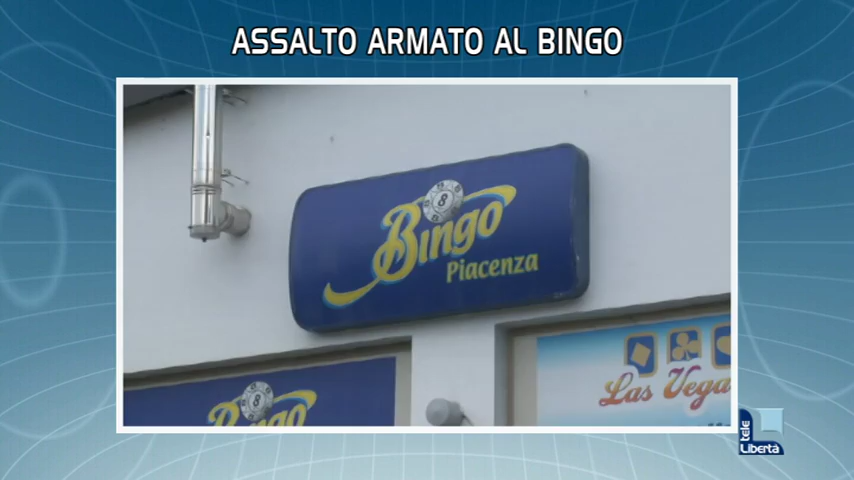 ASSALTO ARMATO AL BINGO
8
Bingo
Piacenza
8
Bingo
Las Vega
tele
Libertà